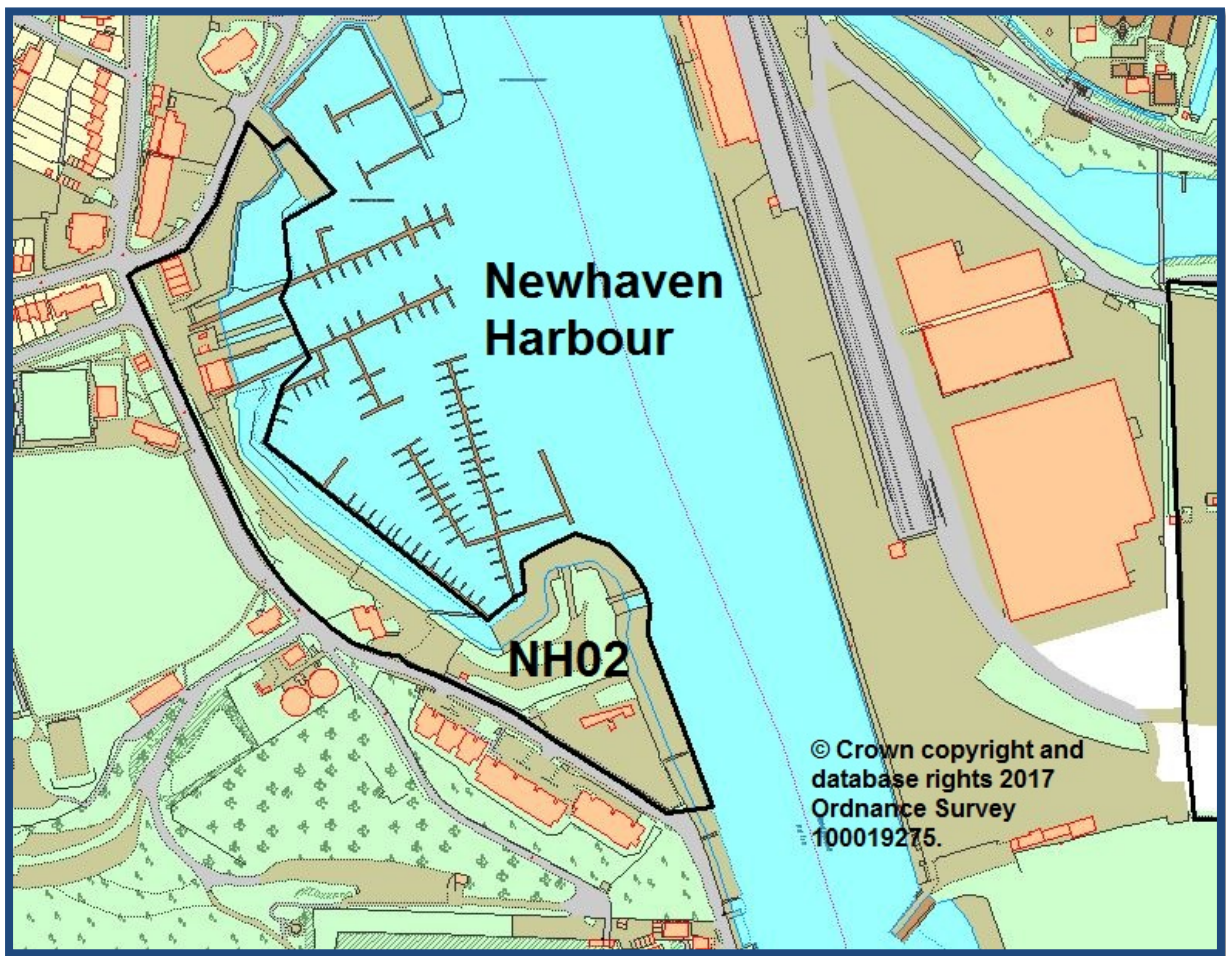 Newhaven
Harbour
NH02
© Crown copyright and
database rights 2017
Ordnance Survey
100019275.